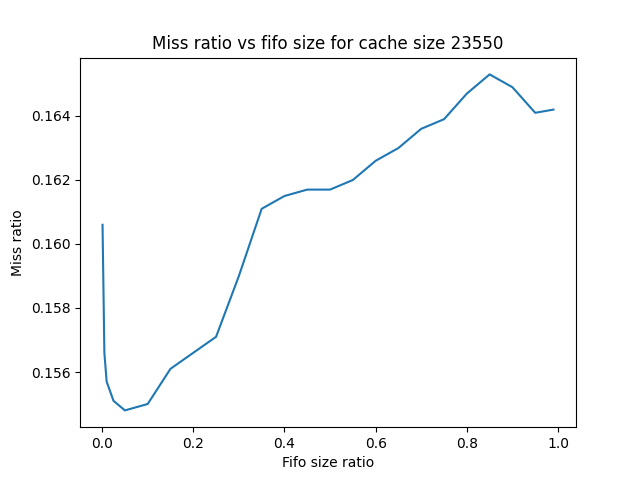 Miss ratio vs fifo size for cache size 23550
0.164
0.162
0.160
0.158
0.156
Miss ratio
0.0 0.2 0.4 0.6 0.8 1.0
Fifo size ratio